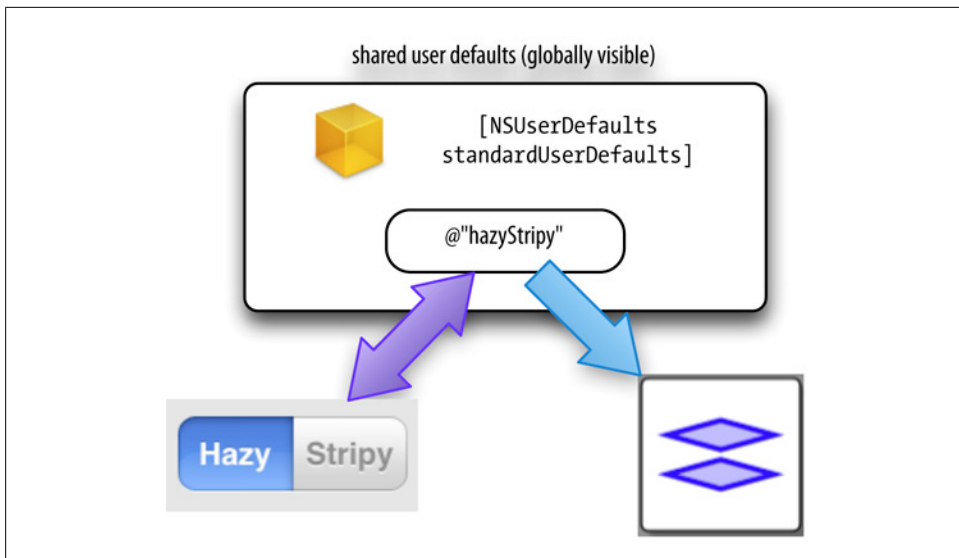 shared user defaults (globally visible)
[NSUserDefaults
standardUserDefaults]
@"hazyStripy"
Hazy Stripy